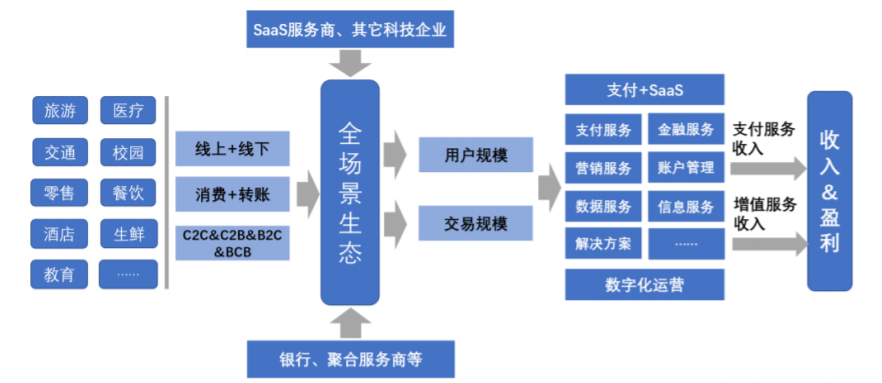 SaaS服务商、其它科技企业
旅游
医疗
交通
校园
零售
餐饮
酒店
生鲜
教育
......
线上+线下
消费+转账
C2C&C2B&B2C
&BCB
全场景生态
用户规模
交易规模
支付+SaaS
支付服务
金融服务
营销服务
账户管理
数据服务
信息服务
解决方案
......
数字化运营
支付服务
收入
增值服务
收入
收入&盈利
银行、聚合服务商等